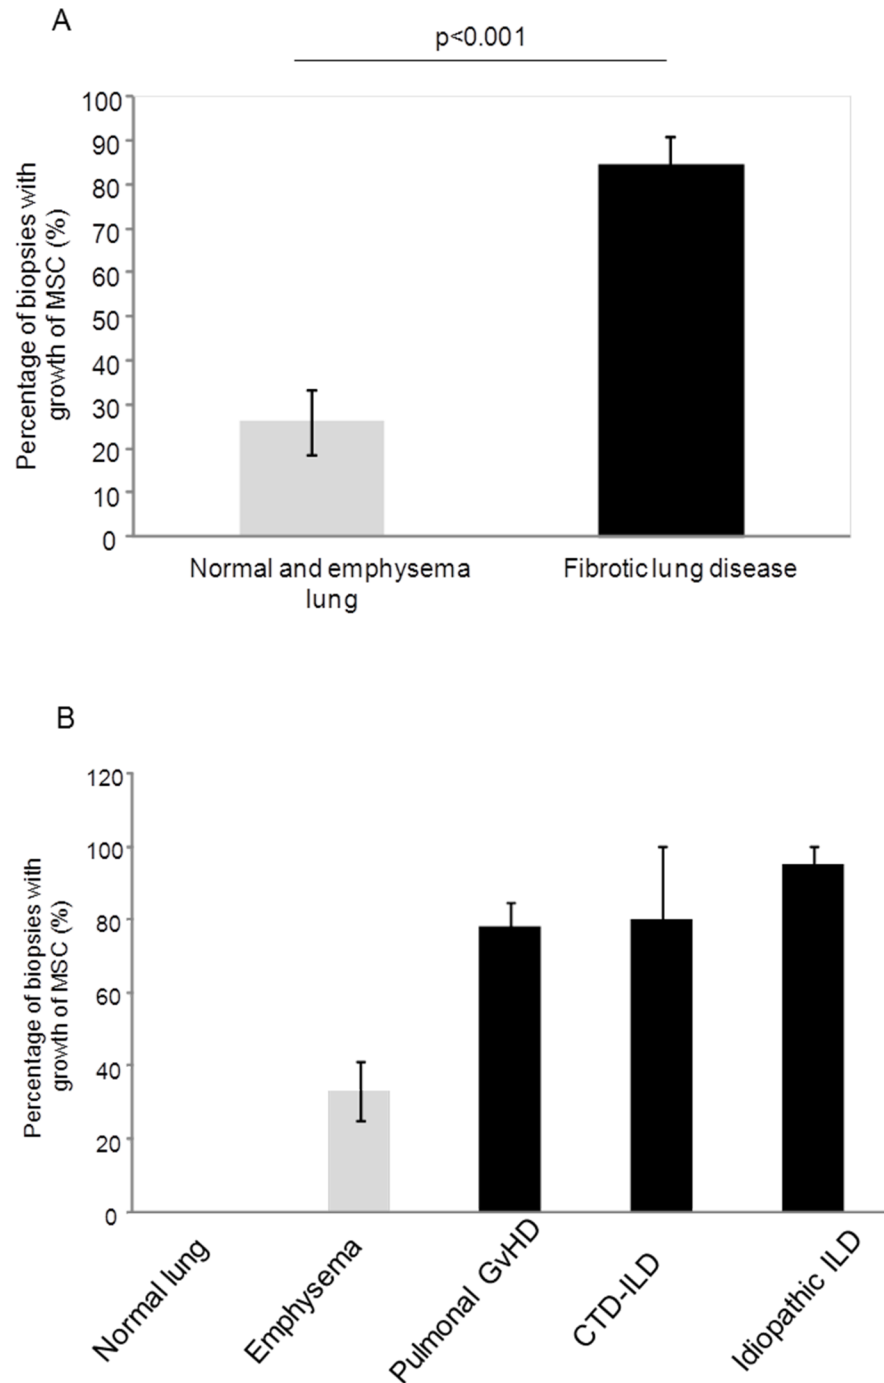 A
p<0.001
Percentage of biopsies with
growth of MSC (%)
100
90
80
70
60
50
40
30
20
10
0
Normal and emphysema
lung
Fibrotic lung disease
B
Percentage of biopsies with
growth of MSC (%)
120
100
80
60
40
20
0
Normal lung
Emphysema
Pulmonal GvHD
CTD-ILD
Idiopathic ILD